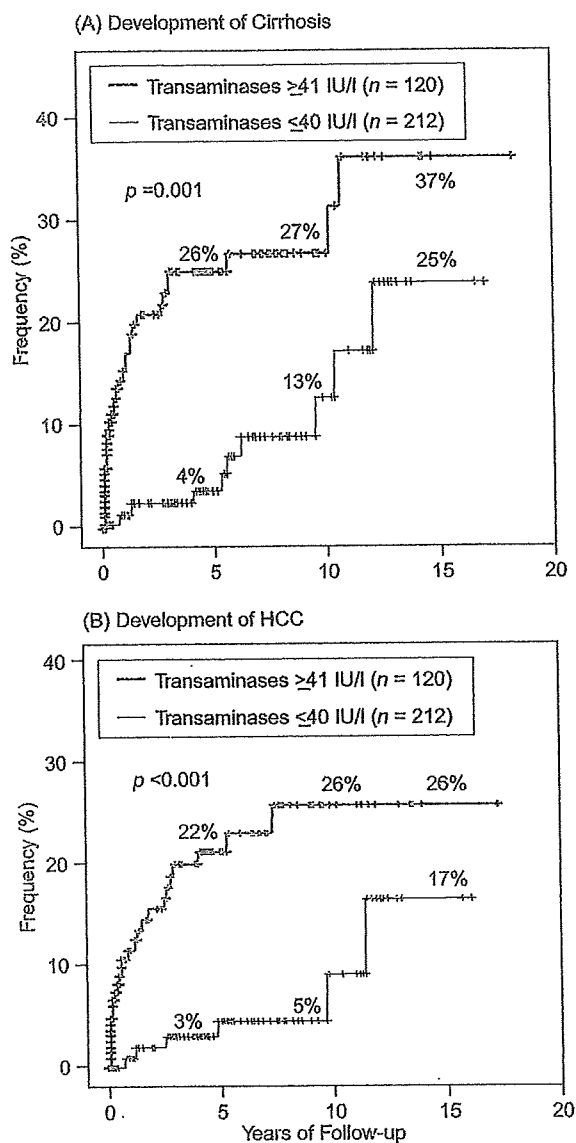 (A) Development of Cirrhosis
Transaminases ≥41 IU/l (n = 120)
Transaminases ≤40 IU/l (n = 212)
p =0.001
Frequency (%)
40
30
20
10
0
26%
27%
37%
4%
13%
25%
0 5 10 15 20
(B) Development of HCC
Transaminases ≥41 IU/l (n = 120)
Transaminases ≤40 IU/l (n = 212)
p <0.001
Frequency (%)
40
30
20
10
0
22%
26%
26%
3%
5%
17%
0 5 10 15 20
Years of Follow-up